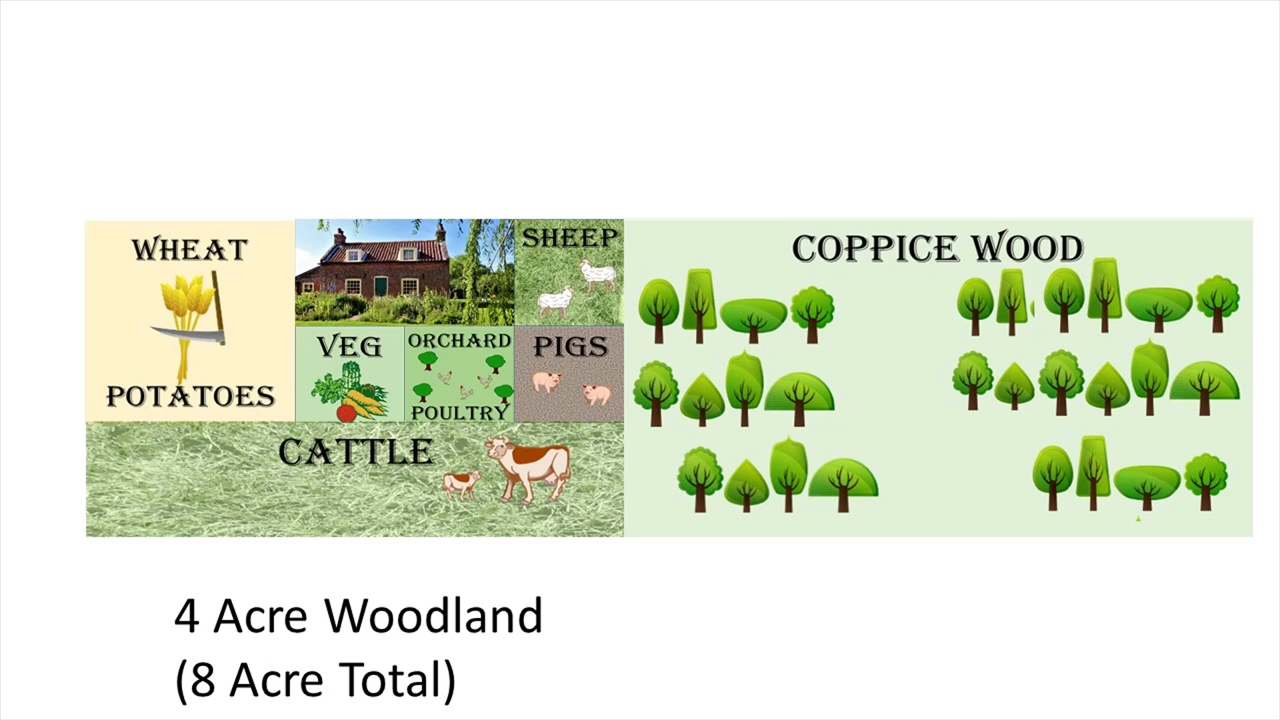 WHEAT
POTATOES
SHEEP
VEG
ORCHARD
POULTRY
PIGS
CATTLE
COPPICE WOOD
4 Acre Woodland
(8 Acre Total)